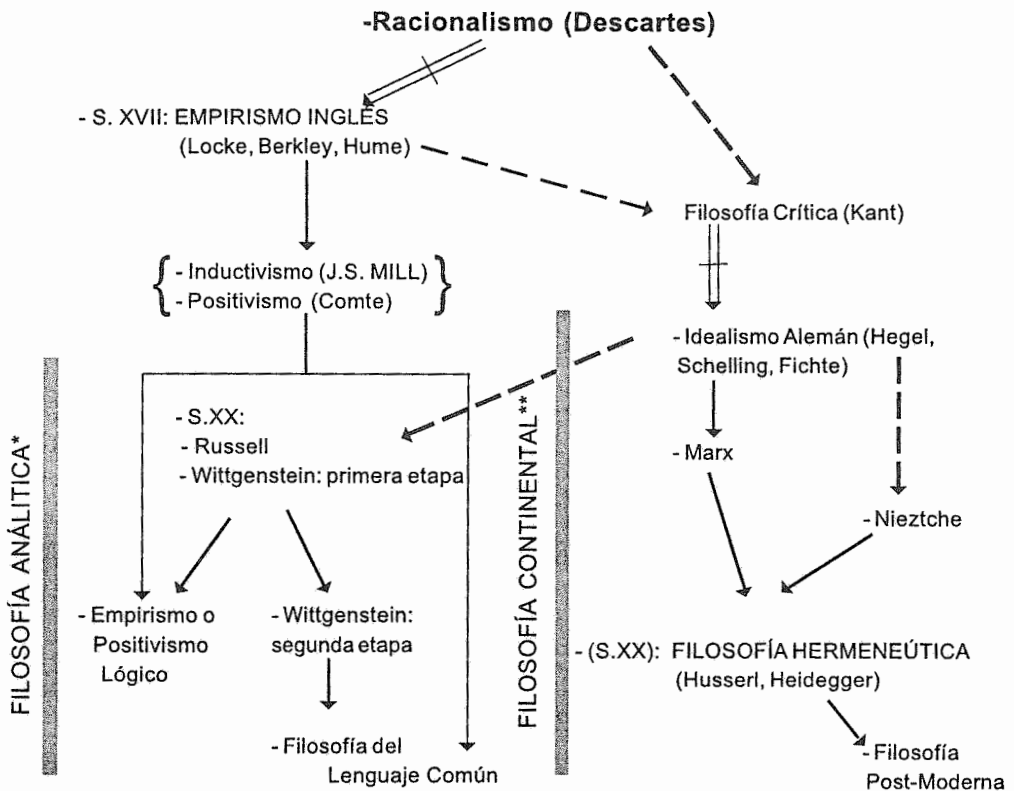 -Racionalismo (Descartes)
- S. XVII: EMPIRISMO INGLÉS
(Locke, Berkley, Hume)
Filosofía Crítica (Kant)
- Inductivismo (J.S. MILL)
- Positivismo (Comte)
- Idealismo Alemán (Hegel,
Schelling, Fichte)
FILOSOFÍA ANÁLITICA*
- S.XX:
- Russell
- Wittgenstein: primera etapa
FILOSOFÍA CONTINENTAL**
- Marx
- Nieztche
- Empirismo o
Positivismo
Lógico
- Wittgenstein:
segunda etapa
- (S.XX): FILOSOFÍA HERMENEÚTICA
(Husserl, Heidegger)
- Filosofía del
Lenguaje Común
- Filosofía
Post-Moderna